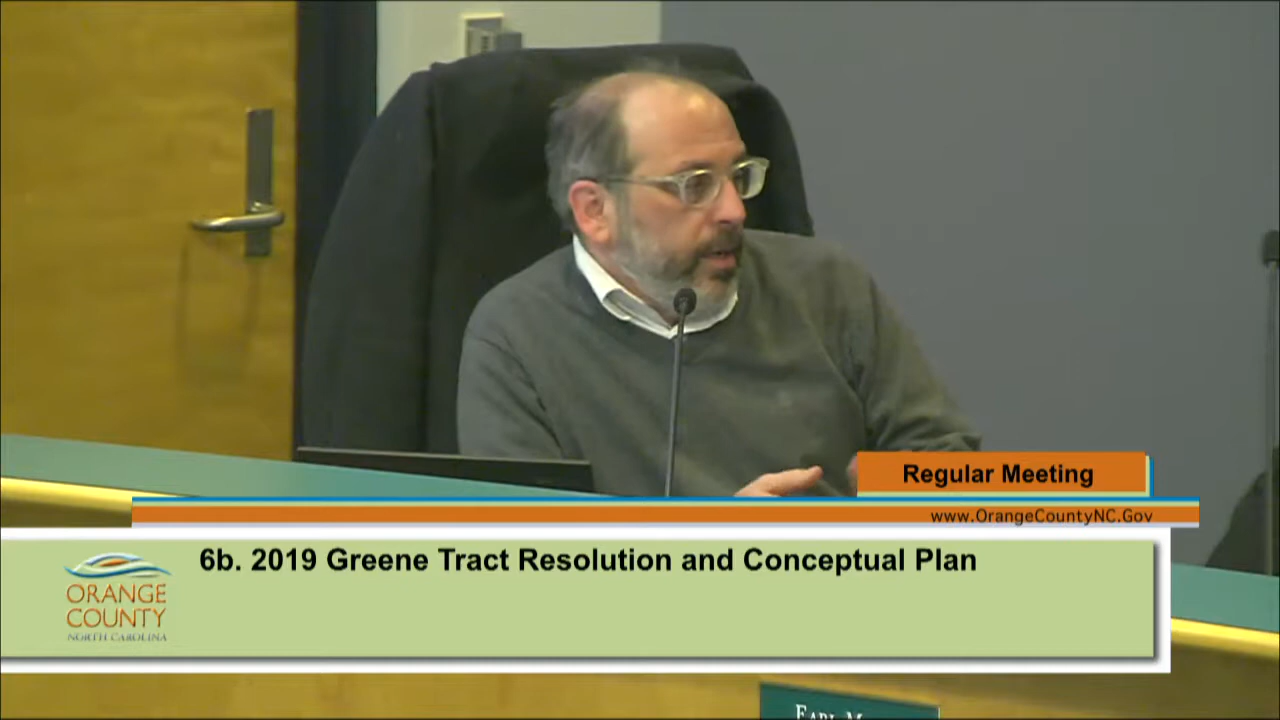 Regular Meeting
www.OrangeCountyNC.Gov
6b. 2019 Greene Tract Resolution and Conceptual Plan
ORANGE
COUNTY
NORTH CAROLINA